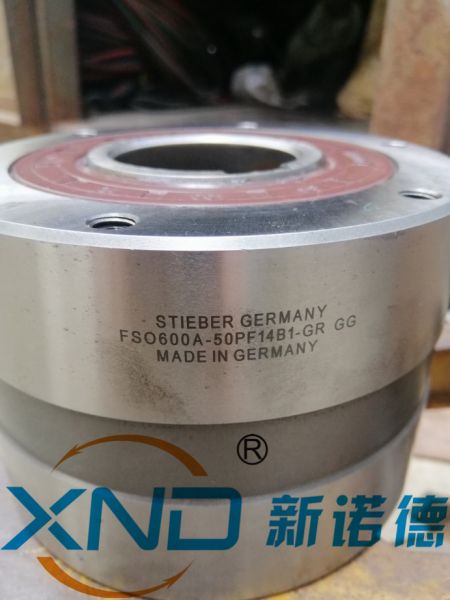 STIEBER GERMANY
FSO600A-50PF14B1-GR GG
MADE IN GERMANY
®
XND 新诺德